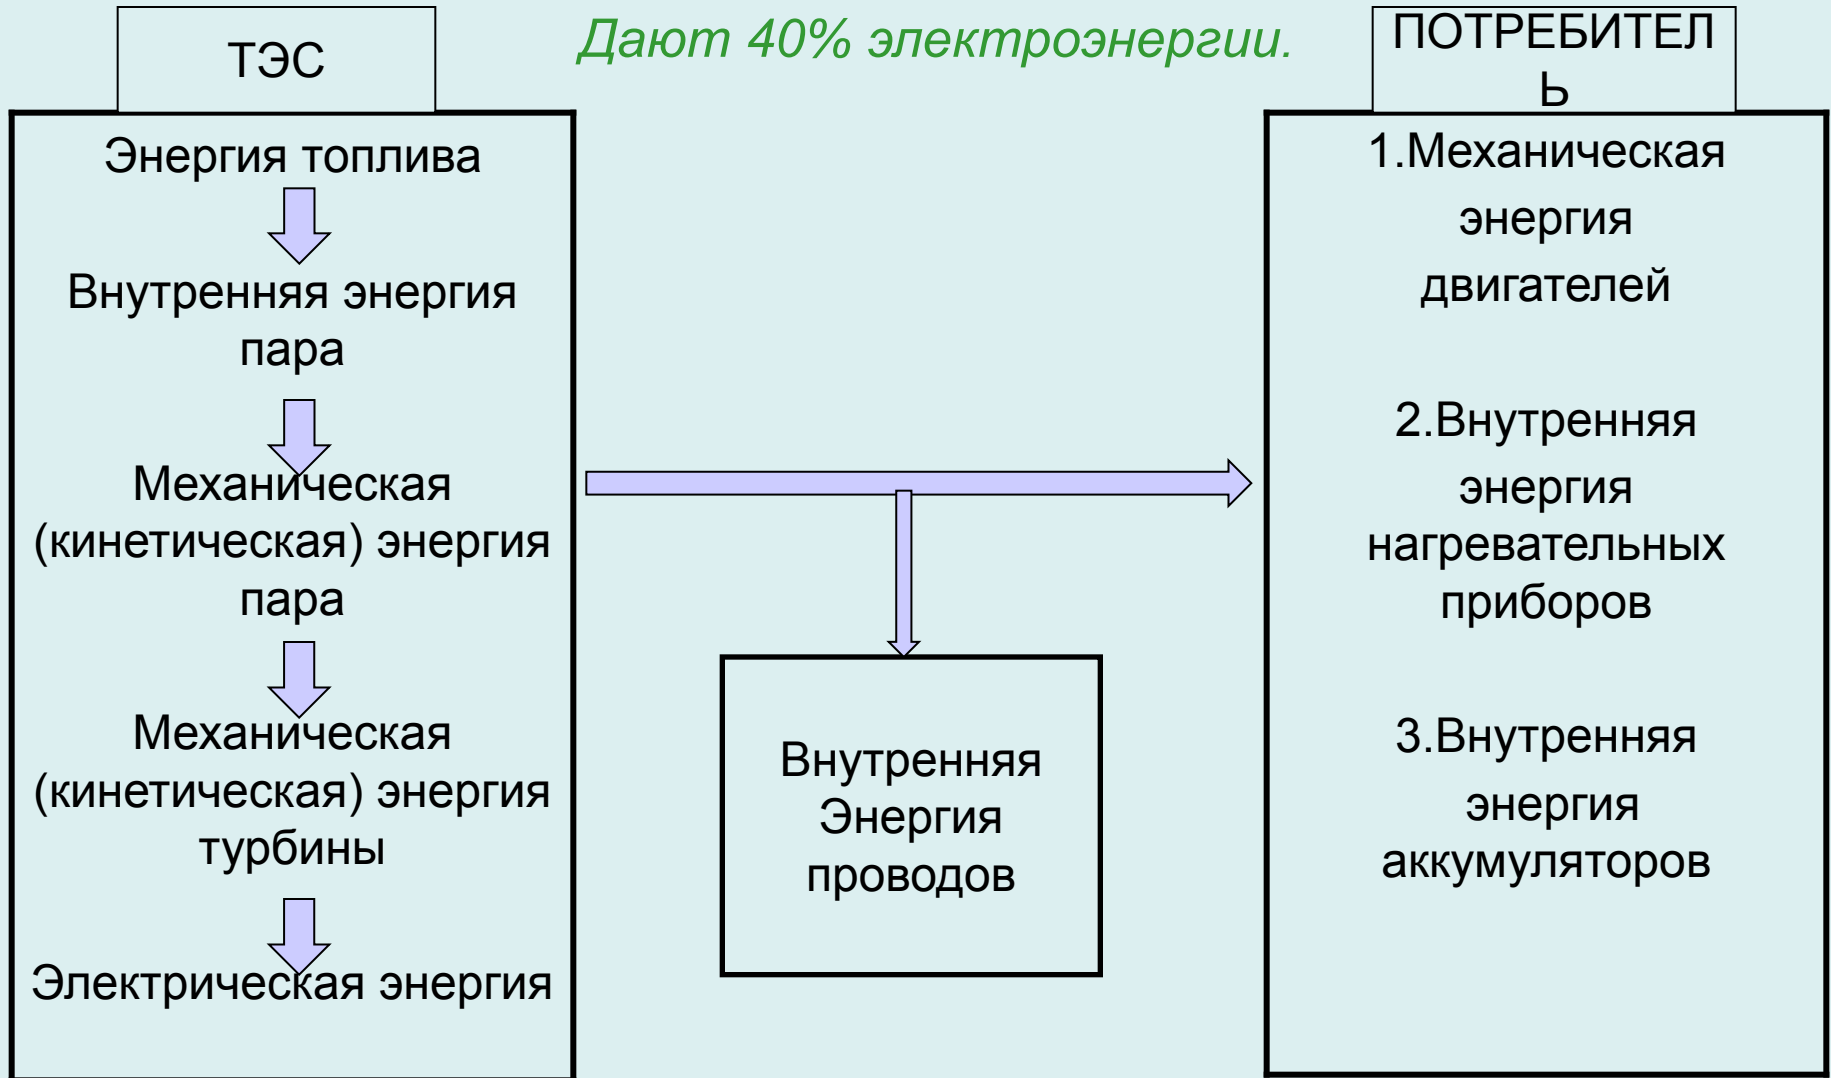 ТЭС
Дают 40% электроэнергии.
ПОТРЕБИТЕЛ
Ь
Энергия топлива
Внутренняя энергия
пара
Механическая
(кинетическая) энергия
пара
Механическая
(кинетическая) энергия
турбины
Электрическая энергия
Внутренняя
Энергия
проводов
1.Механическая
энергия
двигателей
2.Внутренняя
энергия
нагревательных
приборов
3.Внутренняя
энергия
аккумуляторов